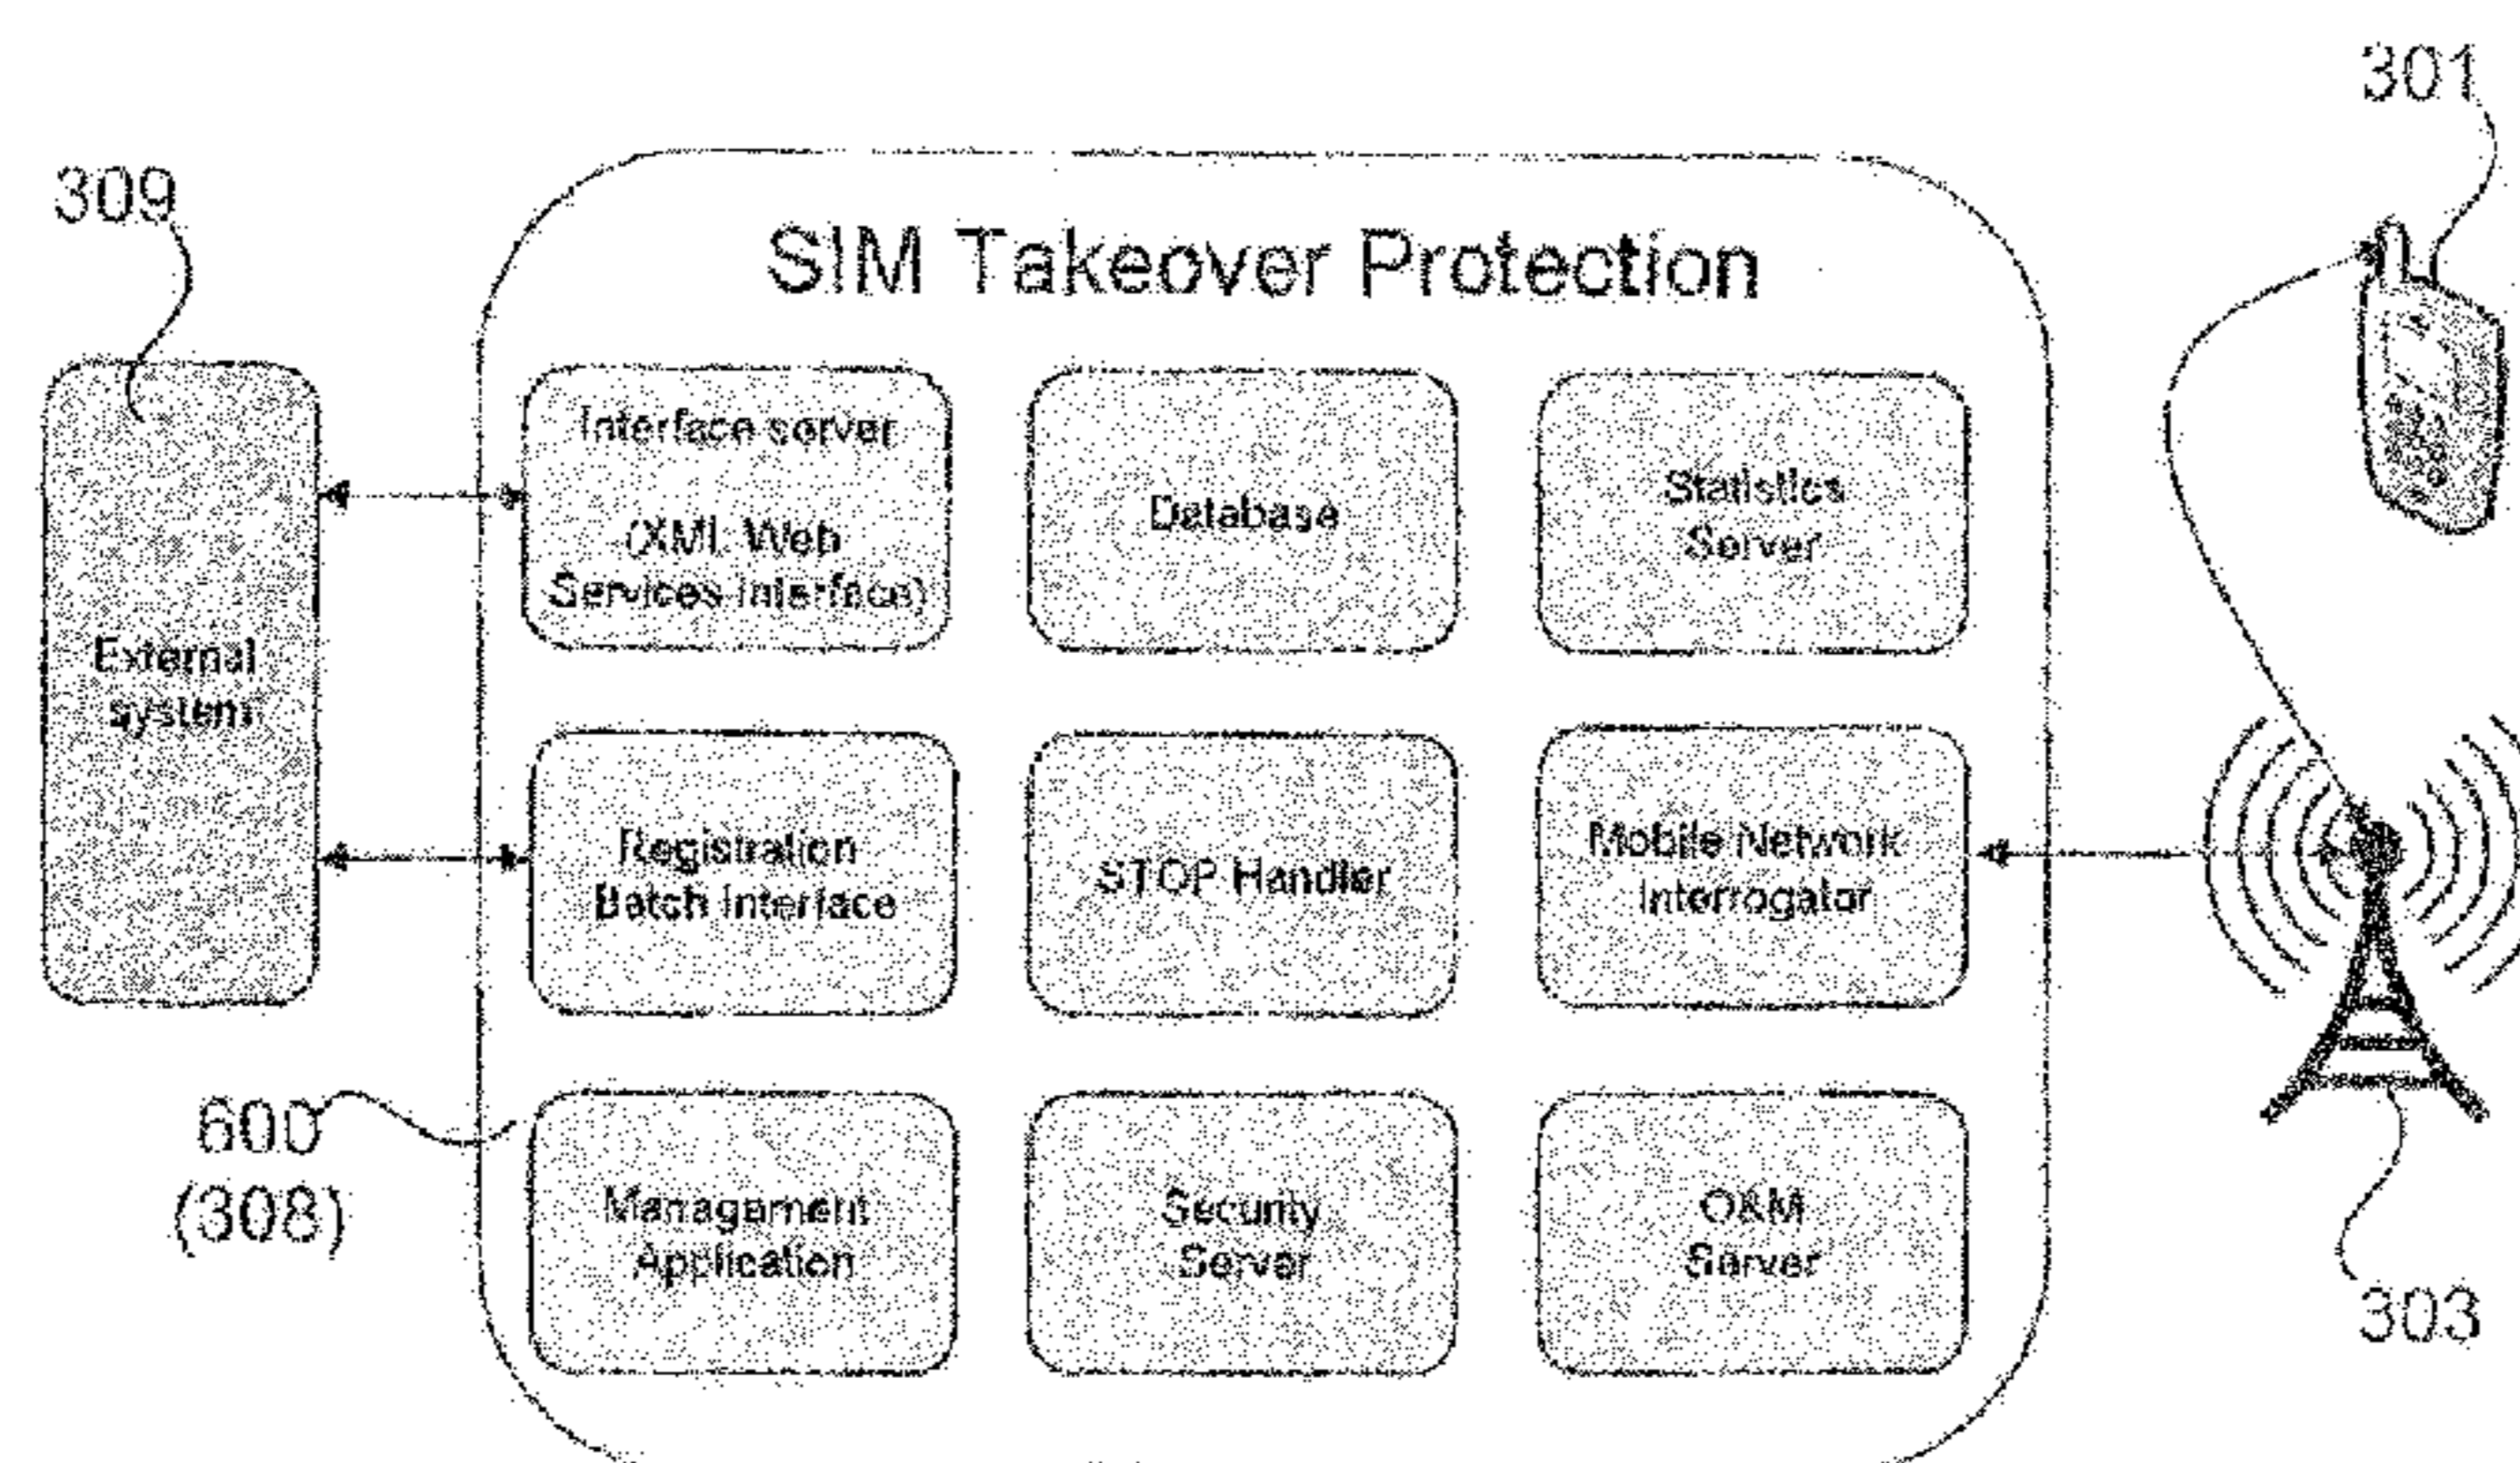 301
309
SIM Takeover Protection
Interface server
(XML Web
Services Interface)
Database
Statistics
Server
External
system
Registration
Batch Interface
STOP Handler
Mobile Network
Interrogator
600
(308)
Management
Application
Security
Server
O&M
Server
303